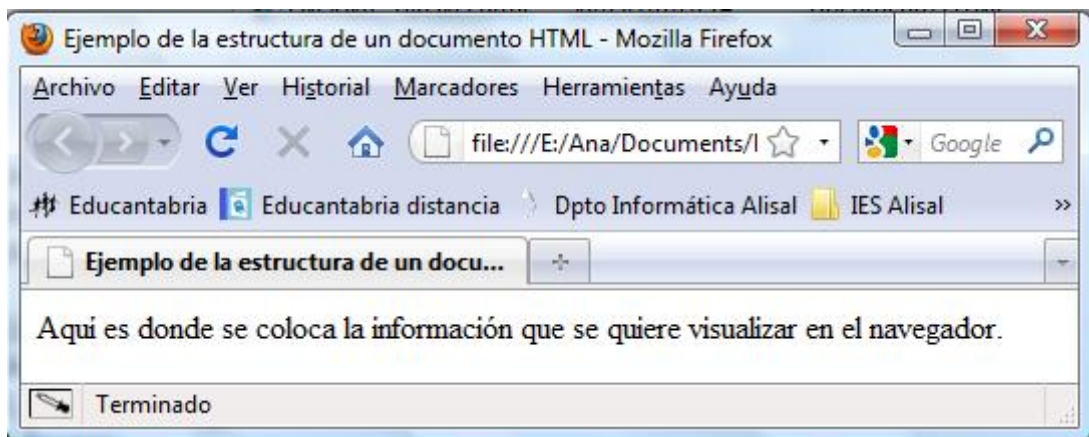 Ejemplo de la estructura de un documento HTML - Mozilla Firefox
Archivo Editar Ver Historial Marcadores Herramientas Ayuda
file:///E:/Ana/Documents/l Google
Educantabria Educantabria distancia Dpto Informática Alisal IES Alisal »
Ejemplo de la estructura de un docu...
Aquí es donde se coloca la información que se quiere visualizar en el navegador.
Terminado